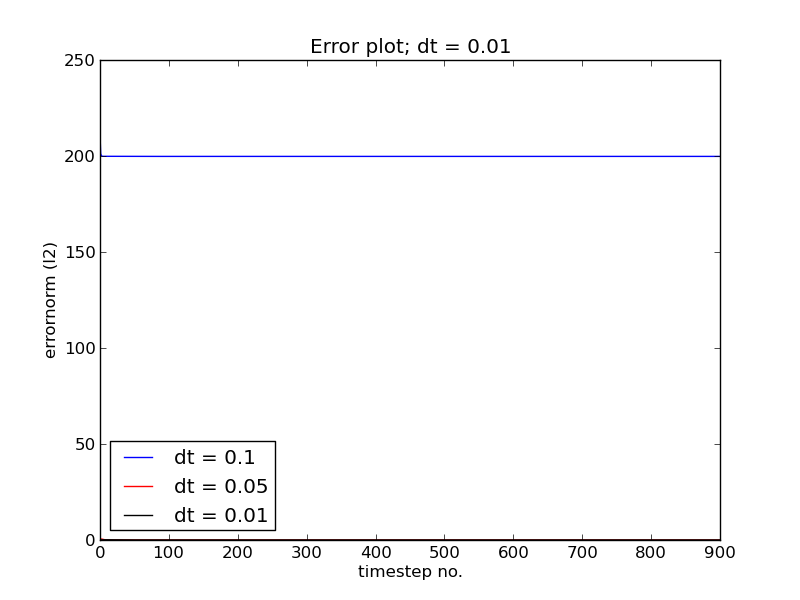 Error plot; dt = 0.01
250
200
150
100
50
0
errornorm (l2)
dt = 0.1
dt = 0.05
dt = 0.01
0 100 200 300 400 500 600 700 800 900
timestep no.